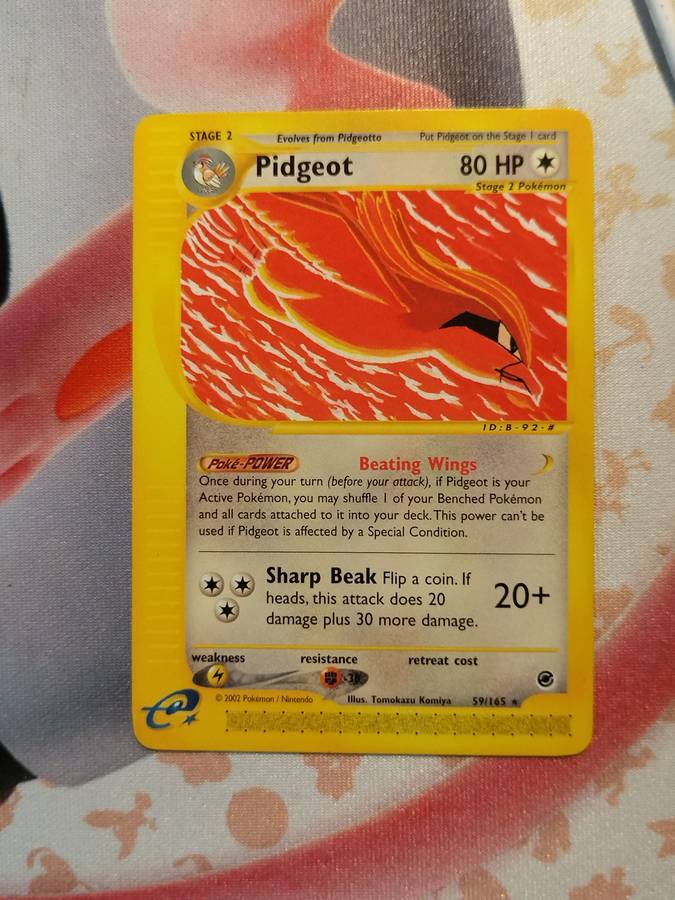 STAGE 2 Evolves from Pidgeotto Put Pidgeot on the Stage 1 card
Pidgeot 80 HP
Stage 2 Pokémon
ID:B-92-#
Poké-POWER Beating Wings
Once during your turn (before your attack), if Pidgeot is your
Active Pokémon, you may shuffle 1 of your Benched Pokémon
and all cards attached to it into your deck. This power can't be
used if Pidgeot is affected by a Special Condition.
Sharp Beak Flip a coin. If
heads, this attack does 20
damage plus 30 more damage.
20+
weakness resistance retreat cost
-30
© 2002 Pokémon / Nintendo Illus. Tomokazu Komiya 59/165 ★
e